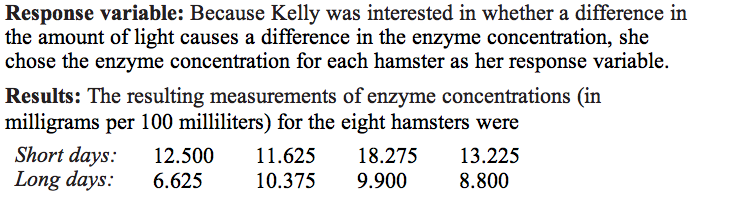 Response variable: Because Kelly was interested in whether a difference in
the amount of light causes a difference in the enzyme concentration, she
chose the enzyme concentration for each hamster as her response variable.
Results: The resulting measurements of enzyme concentrations (in
milligrams per 100 milliliters) for the eight hamsters were
Short days: 12.500 11.625 18.275 13.225
Long days: 6.625 10.375 9.900 8.800